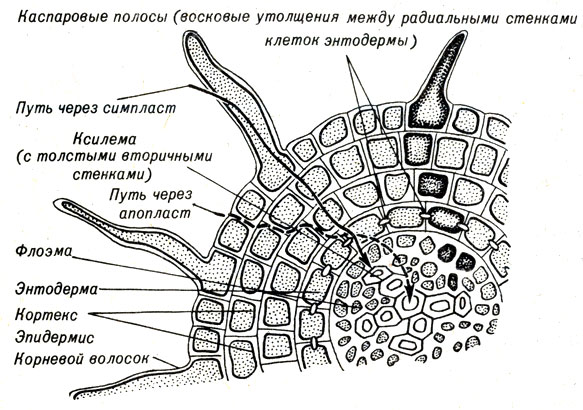 Каспаровые полосы (восковые утолщения между радиальными стенками
клеток энтодермы)
Путь через симпласт
Ксилема
(с толстыми вторичными
стенками)
Путь через
апопласт
Флоэма
Энтодерма
Кортекс
Эпидермис
Корневой волосок